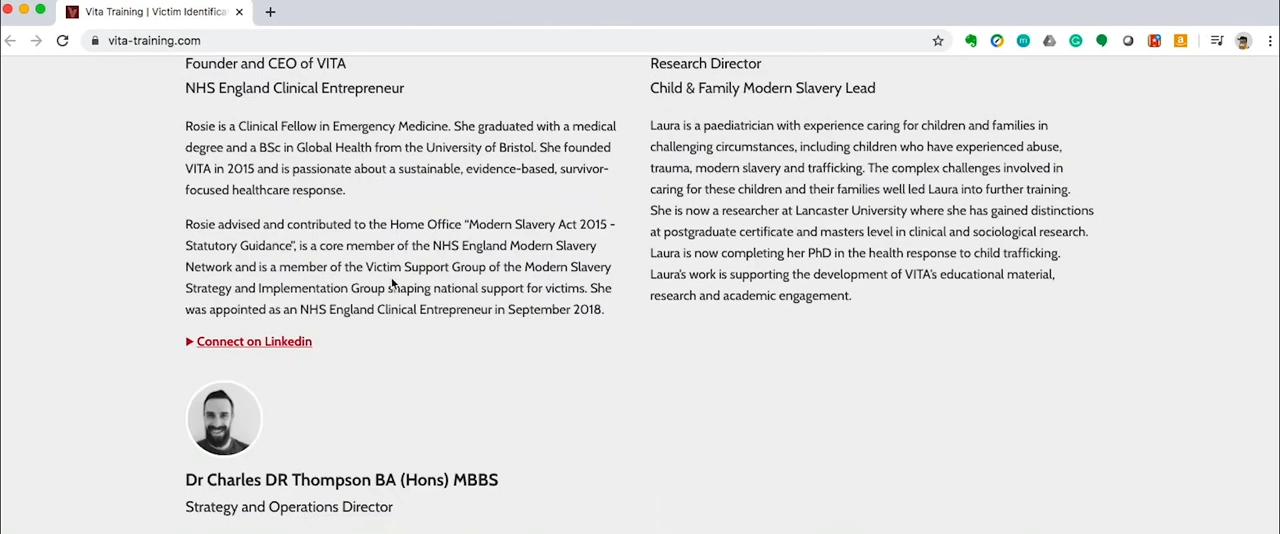 Vita Training | Victim Identifica
vita-training.com
Founder and CEO of VITA
NHS England Clinical Entrepreneur
Rosie is a Clinical Fellow in Emergency Medicine. She graduated with a medical
degree and a BSc in Global Health from the University of Bristol. She founded
VITA in 2015 and is passionate about a sustainable, evidence-based, survivor-
focused healthcare response.
Rosie advised and contributed to the Home Office "Modern Slavery Act 2015 -
Statutory Guidance", is a core member of the NHS England Modern Slavery
Network and is a member of the Victim Support Group of the Modern Slavery
Strategy and Implementation Group shaping national support for victims. She
was appointed as an NHS England Clinical Entrepreneur in September 2018.
Connect on Linkedin
Research Director
Child & Family Modern Slavery Lead
Laura is a paediatrician with experience caring for children and families in
challenging circumstances, including children who have experienced abuse,
trauma, modern slavery and trafficking. The complex challenges involved in
caring for these children and their families well led Laura into further training.
She is now a researcher at Lancaster University where she has gained distinctions
at postgraduate certificate and masters level in clinical and sociological research.
Laura is now completing her PhD in the health response to child trafficking.
Laura's work is supporting the development of VITA's educational material,
research and academic engagement.
Dr Charles DR Thompson BA (Hons) MBBS
Strategy and Operations Director